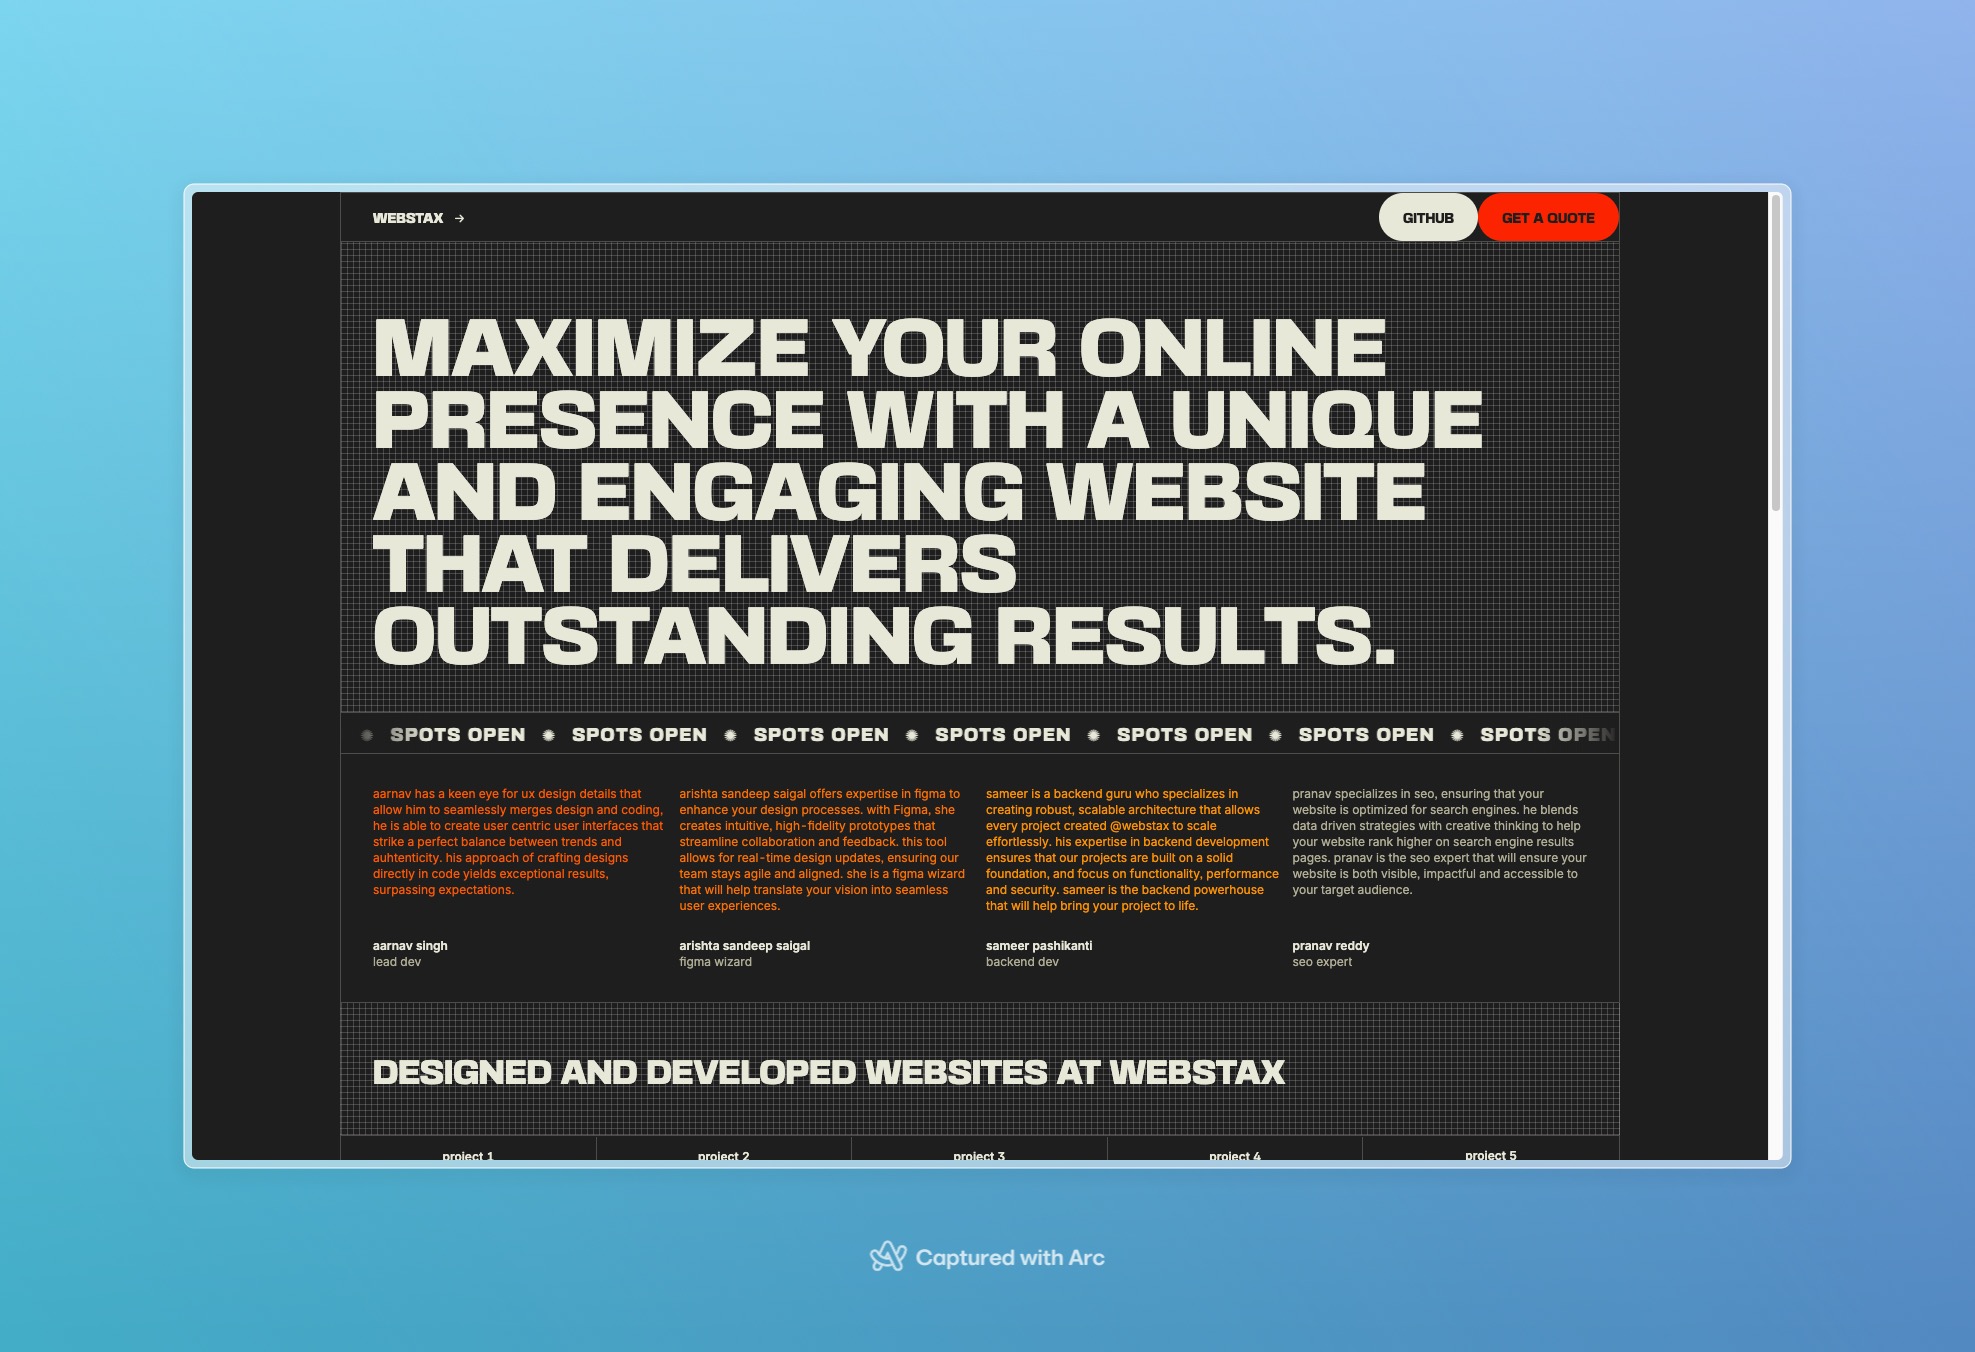 WEBSTAX →
GITHUB
GET A QUOTE
MAXIMIZE YOUR ONLINE
PRESENCE WITH A UNIQUE
AND ENGAGING WEBSITE
THAT DELIVERS
OUTSTANDING RESULTS.
✺ SPOTS OPEN ✺ SPOTS OPEN ✺ SPOTS OPEN ✺ SPOTS OPEN ✺ SPOTS OPEN ✺ SPOTS OPEN ✺ SPOTS OPEN
aarnav has a keen eye for ux design details that
allow him to seamlessly merges design and coding,
he is able to create user centric user interfaces that
strike a perfect balance between trends and
auhtenticity. his approach of crafting designs
directly in code yields exceptional results,
surpassing expectations.
aarnav singh
lead dev
arishta sandeep saigal offers expertise in figma to
enhance your design processes. with Figma, she
creates intuitive, high-fidelity prototypes that
streamline collaboration and feedback. this tool
allows for real-time design updates, ensuring our
team stays agile and aligned. she is a figma wizard
that will help translate your vision into seamless
user experiences.
arishta sandeep saigal
figma wizard
sameer is a backend guru who specializes in
creating robust, scalable architecture that allows
every project created @webstax to scale
effortlessly. his expertise in backend development
ensures that our projects are built on a solid
foundation, and focus on functionality, performance
and security. sameer is the backend powerhouse
that will help bring your project to life.
sameer pashikanti
backend dev
pranav specializes in seo, ensuring that your
website is optimized for search engines. he blends
data driven strategies with creative thinking to help
your website rank higher on search engine results
pages. pranav is the seo expert that will ensure your
website is both visible, impactful and accessible to
your target audience.
pranav reddy
seo expert
DESIGNED AND DEVELOPED WEBSITES AT WEBSTAX
project 1
project 2
project 3
project 4
project 5
Captured with Arc